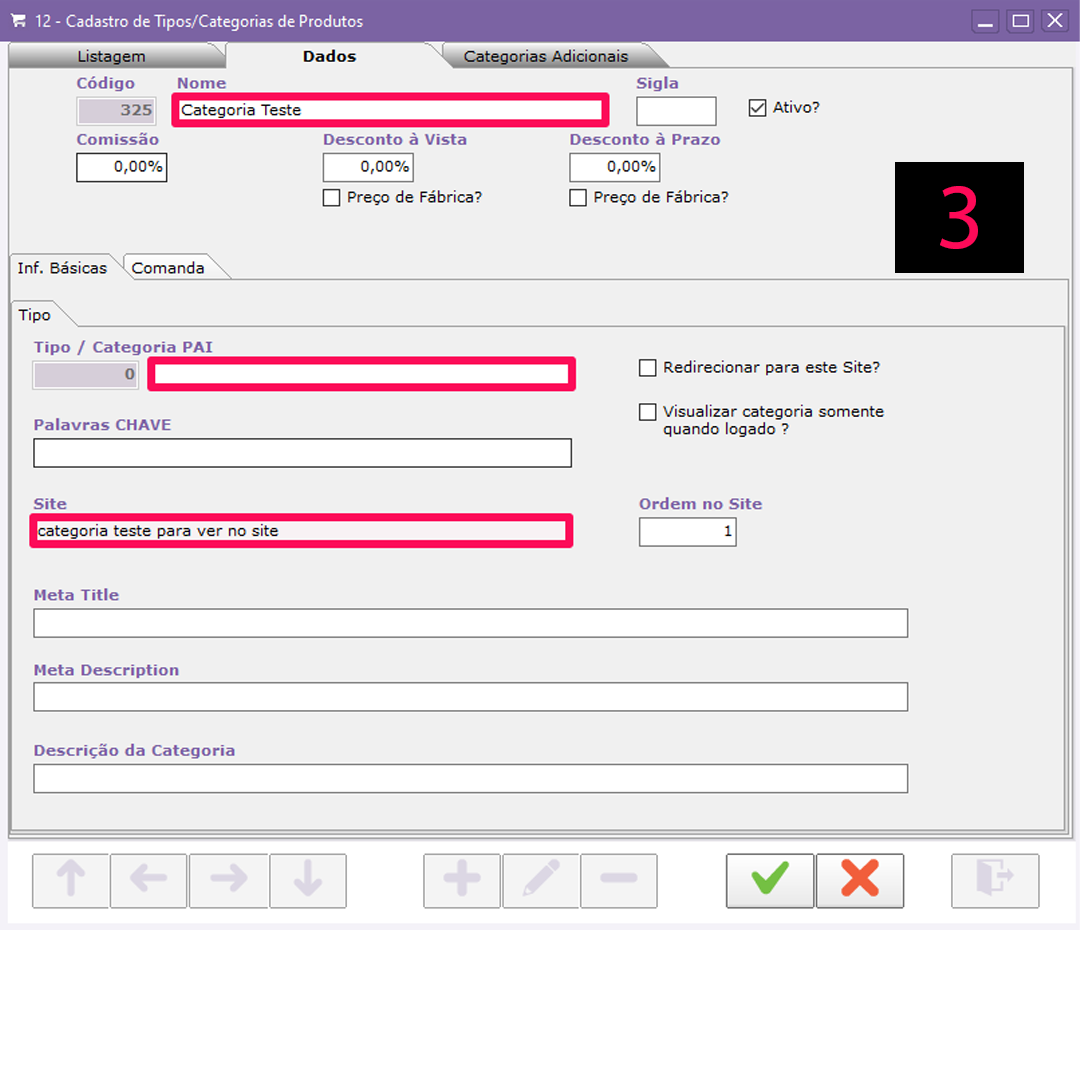 12 - Cadastro de Tipos/Categorias de Produtos
Listagem
Dados
Categorias Adicionais
Código
Nome
Sigla
325
Categoria Teste
Ativo?
Comissão
Desconto à Vista
Desconto à Prazo
0,00%
0,00%
0,00%
Preço de Fábrica?
Preço de Fábrica?
3
Inf. Básicas
Comanda
Tipo
Tipo / Categoria PAI
0
Redirecionar para este Site?
Visualizar categoria somente
quando logado ?
Palavras CHAVE
Site
Ordem no Site
categoria teste para ver no site
1
Meta Title
Meta Description
Descrição da Categoria